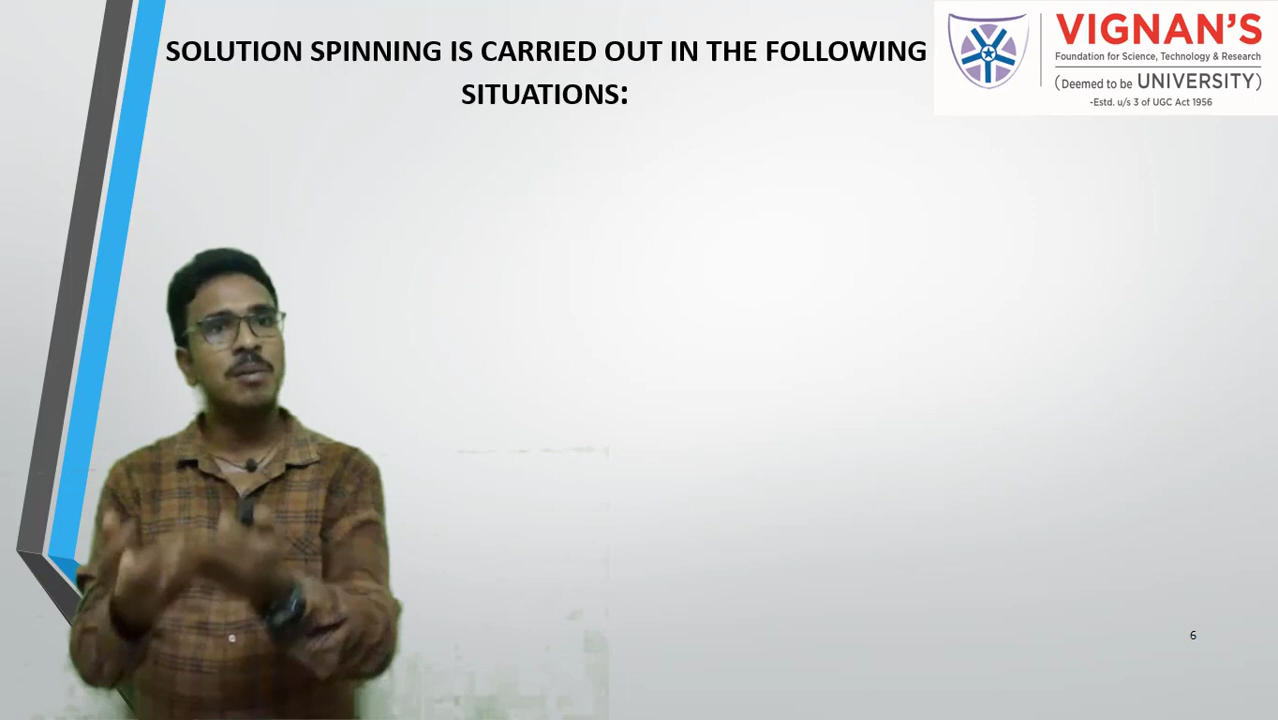 SOLUTION SPINNING IS CARRIED OUT IN THE FOLLOWING
SITUATIONS:
VIGNAN'S
Foundation for Science, Technology & Research
(Deemed to be UNIVERSITY)
-Estd. u/s 3 of UGC Act 1956
6